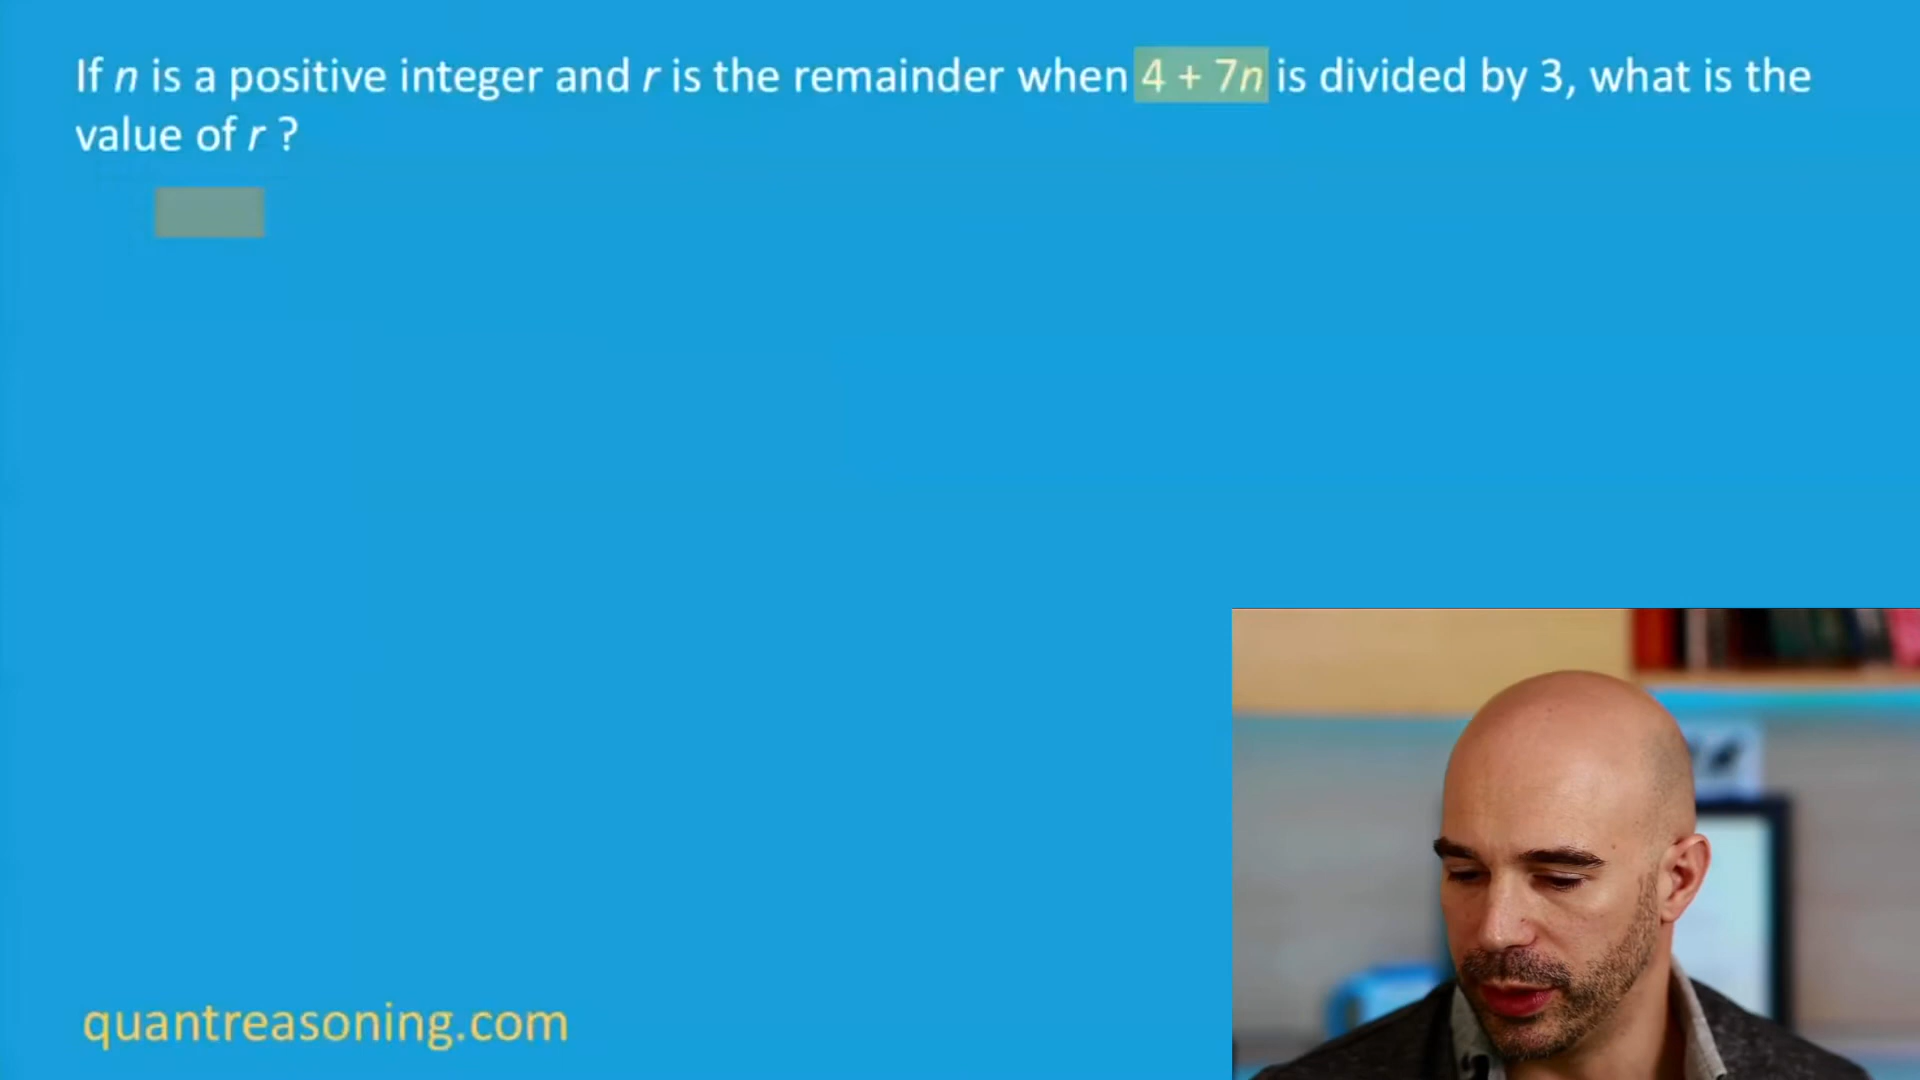 If n is a positive integer and r is the remainder when 4 + 7n is divided by 3, what is the
value of r ?
quantreasoning.com